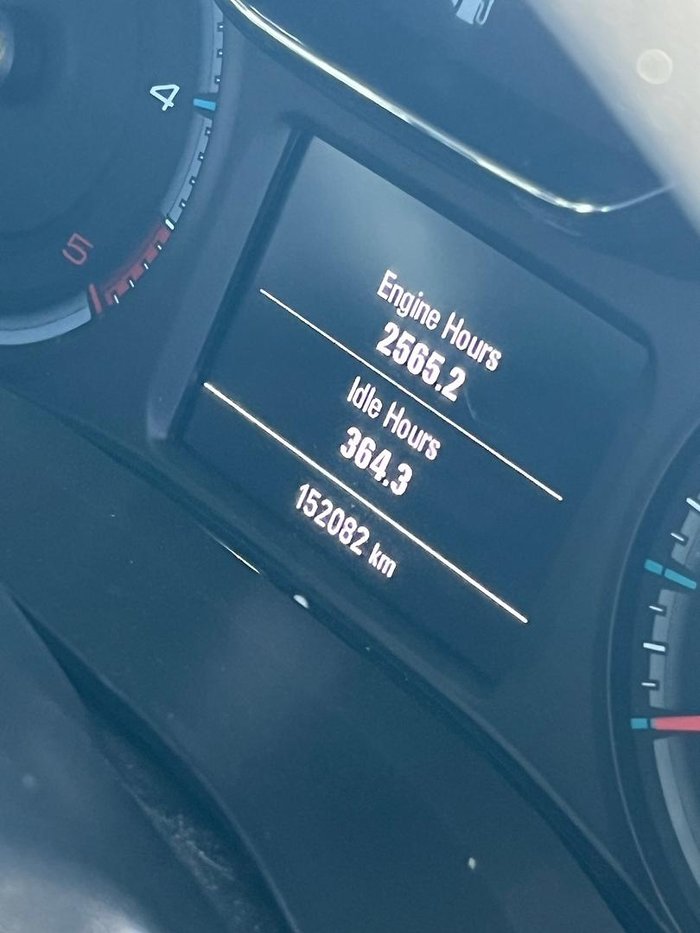 4
5
Engine Hours
2565.2
Idle Hours
364.3
152082 km